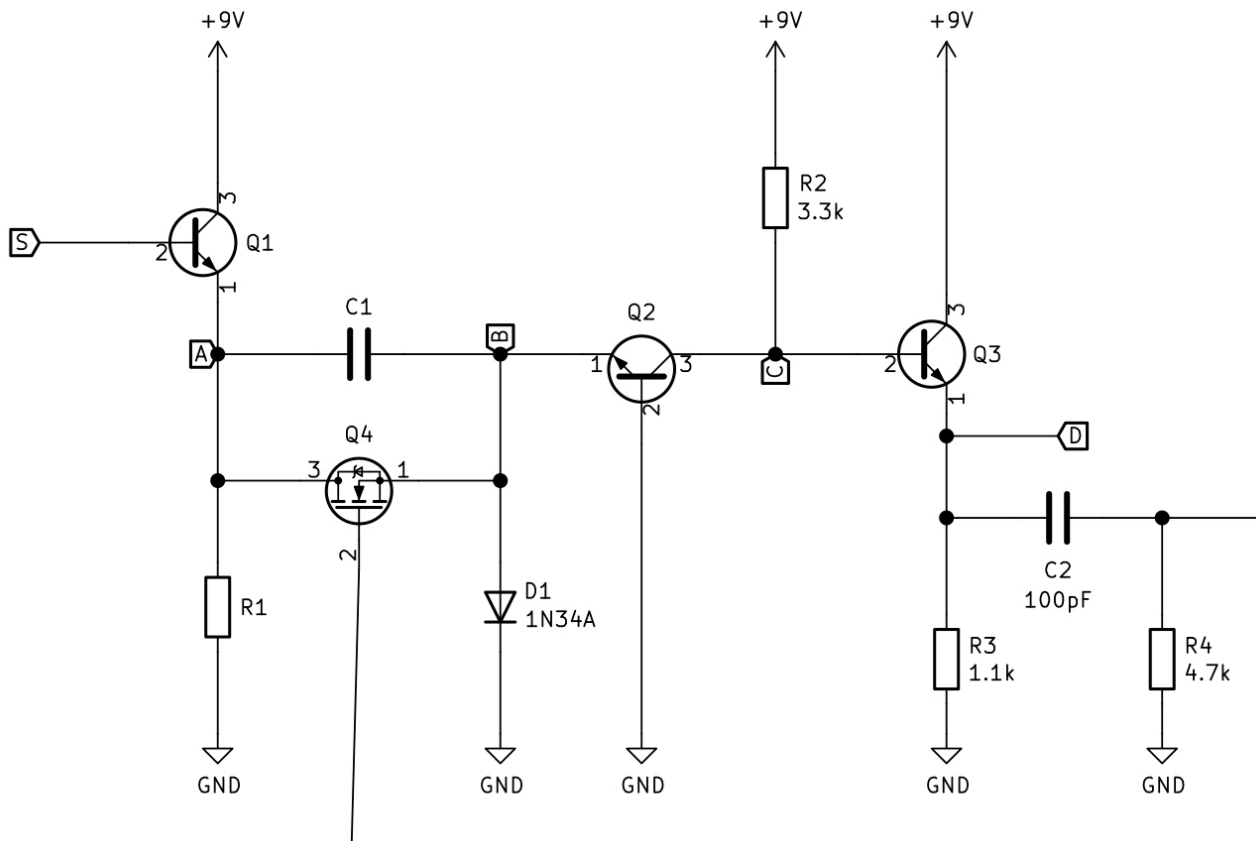 +9V
+9V
+9V
3
R2
3.3k
S
2
Q1
1
C1
Q2
3
A
B
1
3
2
Q3
C
2
1
Q4
D
3
1
2
C2
100pF
R1
D1
1N34A
R3
1.1k
R4
4.7k
GND
GND
GND
GND
GND